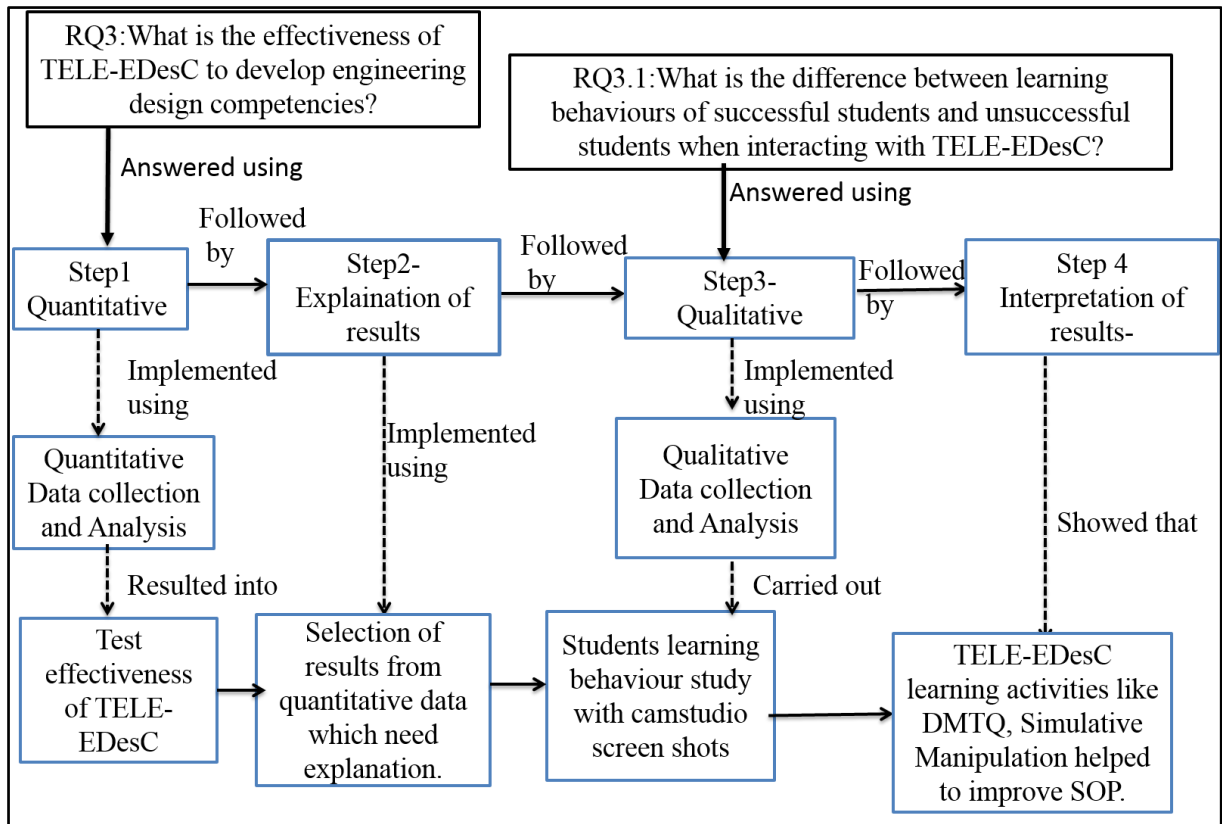 RQ3:What is the effectiveness of
TELE-EDesC to develop engineering
design competencies?
RQ3.1:What is the difference between learning
behaviours of successful students and unsuccessful
students when interacting with TELE-EDesC?
Answered using
Answered using
Followed
by
Followed
by
Followed
by
Step1
Quantitative
Step2-
Explaination of
results
Step3-
Qualitative
Step 4
Interpretation of
results-
Implemented
using
Implemented
using
Implemented
using
Showed that
Quantitative
Data collection
and Analysis
Qualitative
Data collection
and Analysis
Resulted into
Carried out
Test
effectiveness
of TELE-
EDesC
Selection of
results from
quantitative data
which need
explanation.
Students learning
behaviour study
with camstudio
screen shots
TELE-EDesC
learning activities like
DMTQ, Simulative
Manipulation helped
to improve SOP.